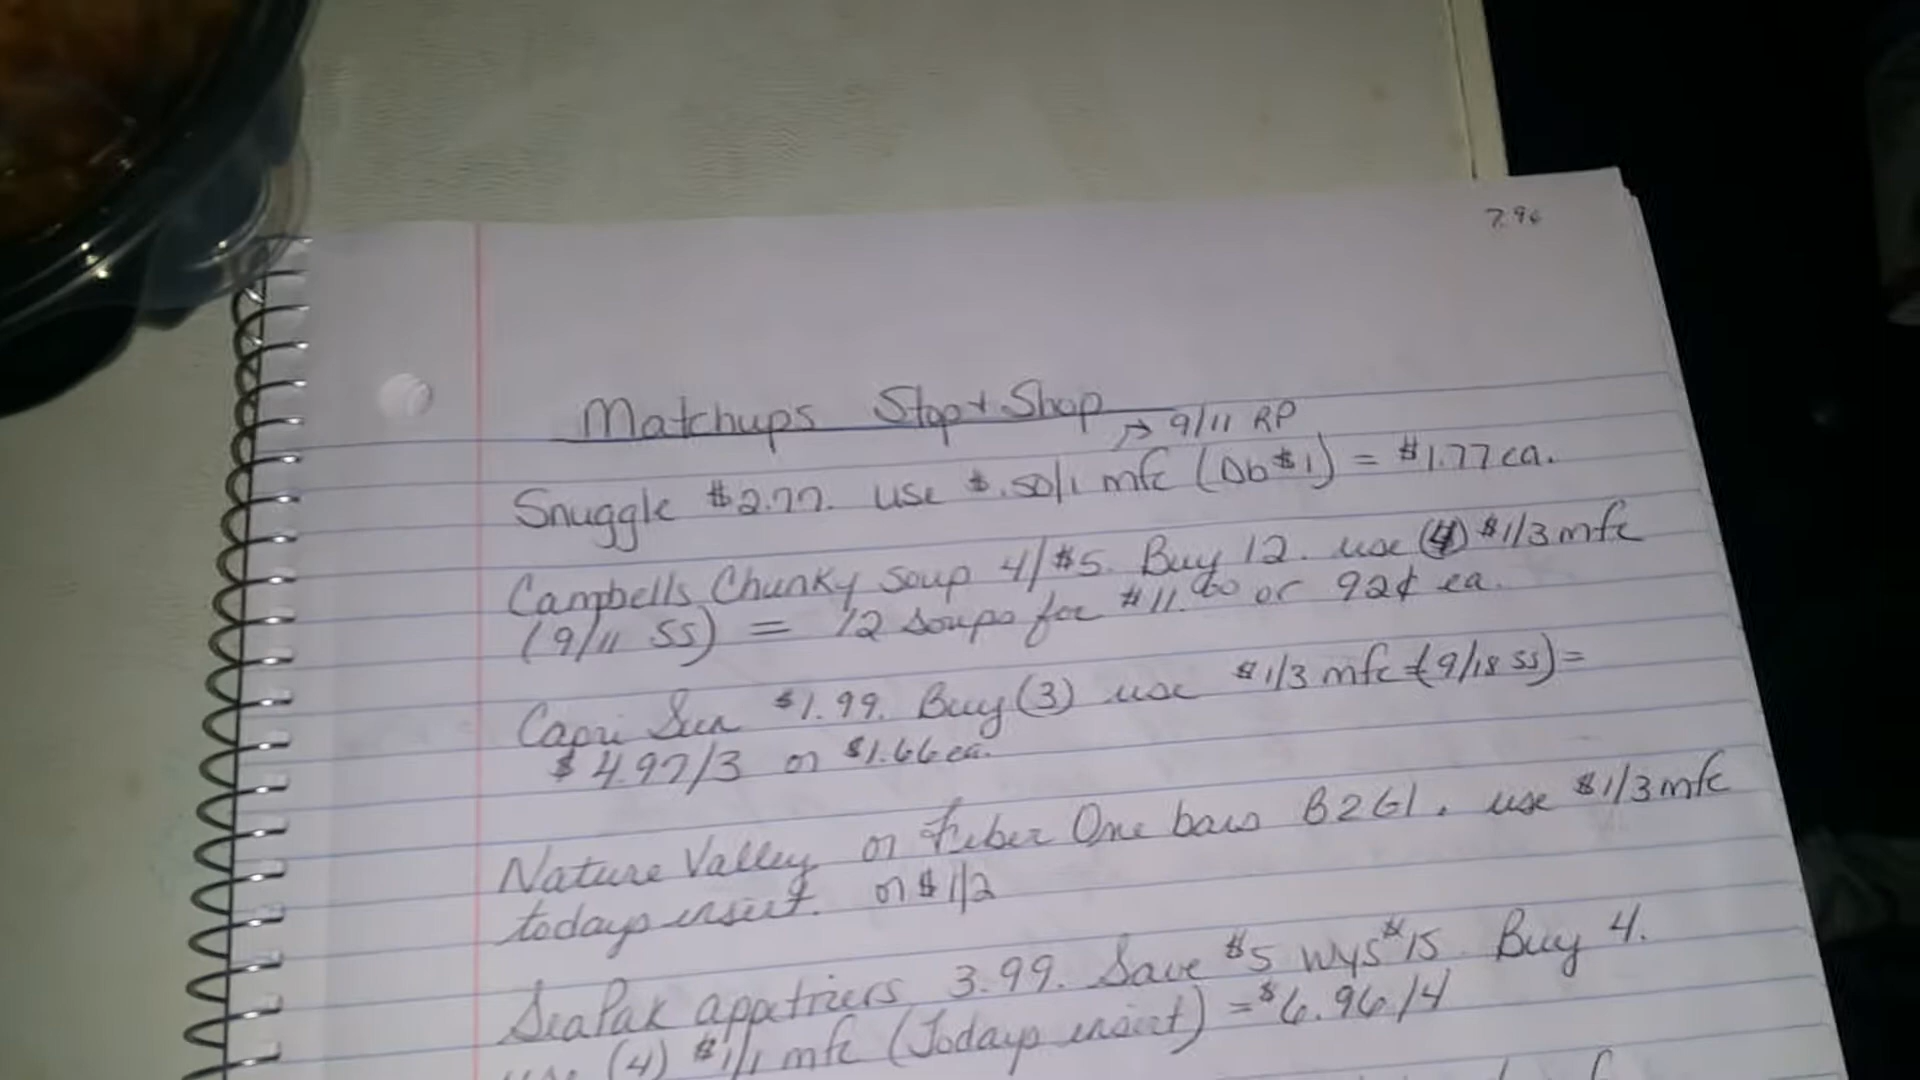 7.96
Matchups Stop + Shop
→ 9/11 RP
Snuggle $2.77. use $.50/1 mfc (Db $1) = $1.77 ea.
Campbells Chunky Soup 4/$5. Buy 12. use (4) $1/3 mfc
(9/11 SS) = 12 soups for $11.00 or 92¢ ea.
Capri Sun $1.99. Buy (3) use $1/3 mfc (9/18 SS) =
$4.97/3 or $1.66 ea.
Nature Valley or Fiber One bars B2G1. use $1/3 mfc
todays insert. or $1/2
SeaPak appatizers 3.99. Save $5 wys $15. Buy 4.
use (4) $1/1 mfc (Todays insert) = $6.96/4